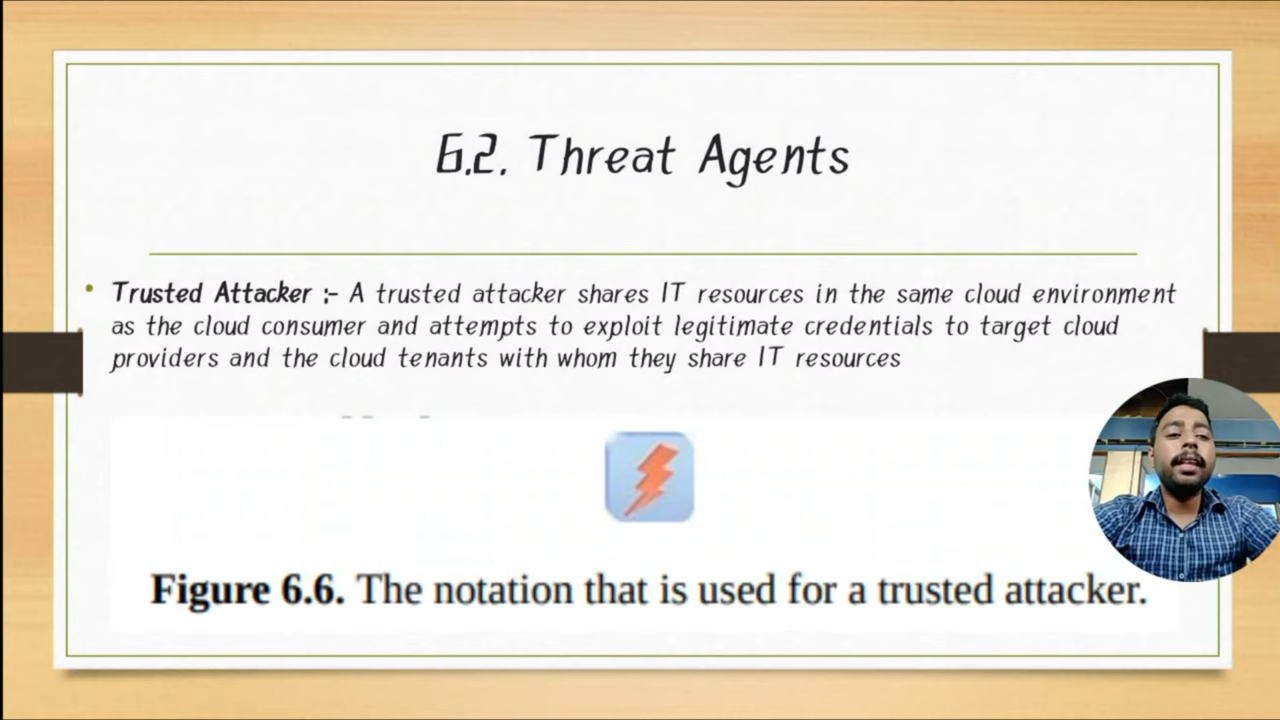 6.2. Threat Agents
• Trusted Attacker :- A trusted attacker shares IT resources in the same cloud environment
as the cloud consumer and attempts to exploit legitimate credentials to target cloud
providers and the cloud tenants with whom they share IT resources
Figure 6.6. The notation that is used for a trusted attacker.